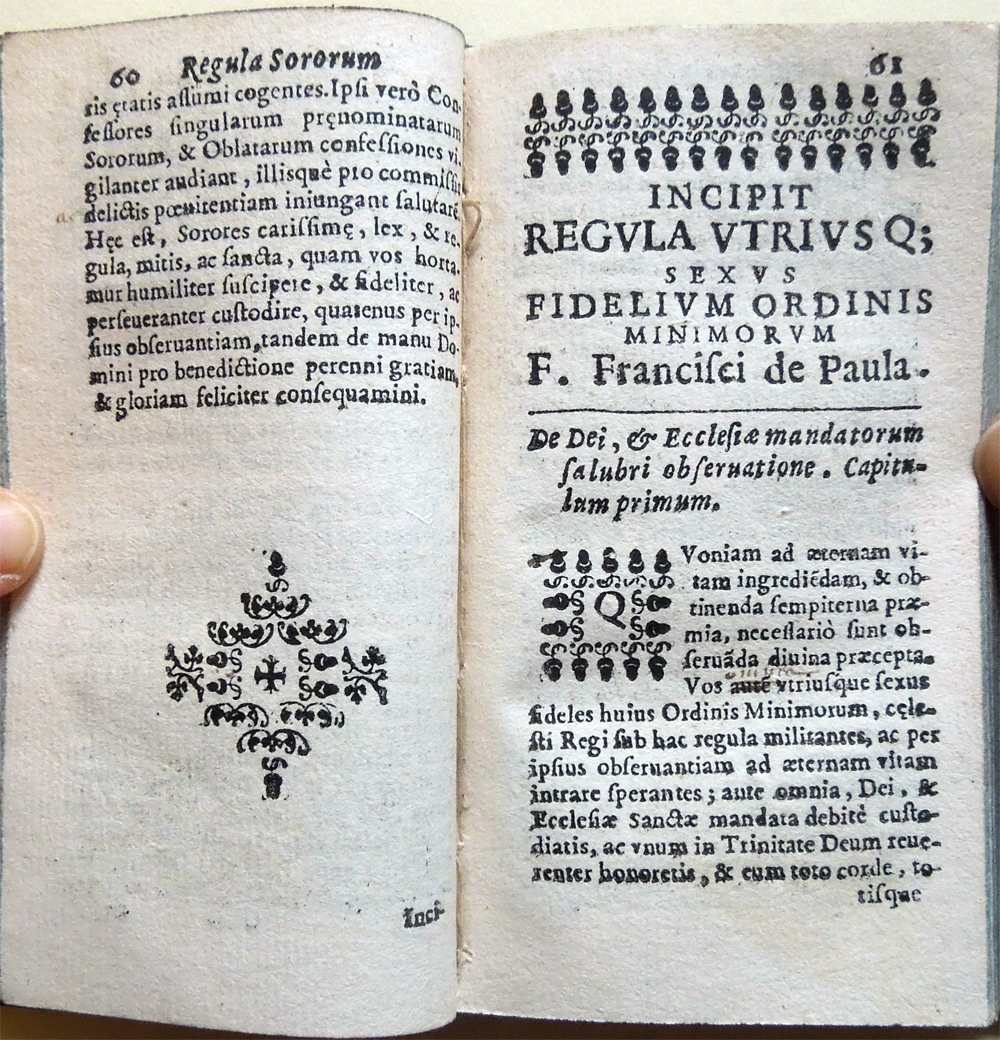 60 Regula Sororum
ris ętatis aſſumi cogentes. Ipſi verò Con-
feſſores ſingularum pręnominatarum
Sororum, & Oblatarum confeſſiones vi-
gilanter audiant, illisquè pro commiſſis
delictis pœnitentiam iniungant ſalutarē.
Hęc eſt, Sorores cariſſimę, lex, & re-
gula, mitis, ac ſancta, quam vos horta-
mur humiliter ſuſcipere, & fideliter, ac
perſeueranter cuſtodire, quatenus per ip-
ſius obſeruantiam, tandem de manu Do-
mini pro benedictione perenni gratiam,
& gloriam feliciter conſequamini.
Inci-
61
INCIPIT
REGVLA VTRIVS Q;
SEXVS
FIDELIVM ORDINIS
MINIMORVM
F. Franciſci de Paula.
De Dei, & Eccleſiæ mandatorum
ſalubri obſeruatione. Capitu-
lum primum.
QVoniam ad æternam vi-
tam ingrediēdam, & ob-
tinenda ſempiterna præ-
mia, neceſſariò ſunt ob-
ſeruāda diuina præcepta.
Vos autē vtriuſque ſexus
fideles huius Ordinis Minimorum, cęle-
ſti Regi ſub hac regula militantes, ac per
ipſius obſeruantiam ad æternam vitam
intrare ſperantes; ante omnia, Dei, &
Eccleſiæ Sanctæ mandata debitè cuſto-
diatis, ac vnum in Trinitate Deum reue-
renter honoretis, & eum toto corde, to-
tiſque